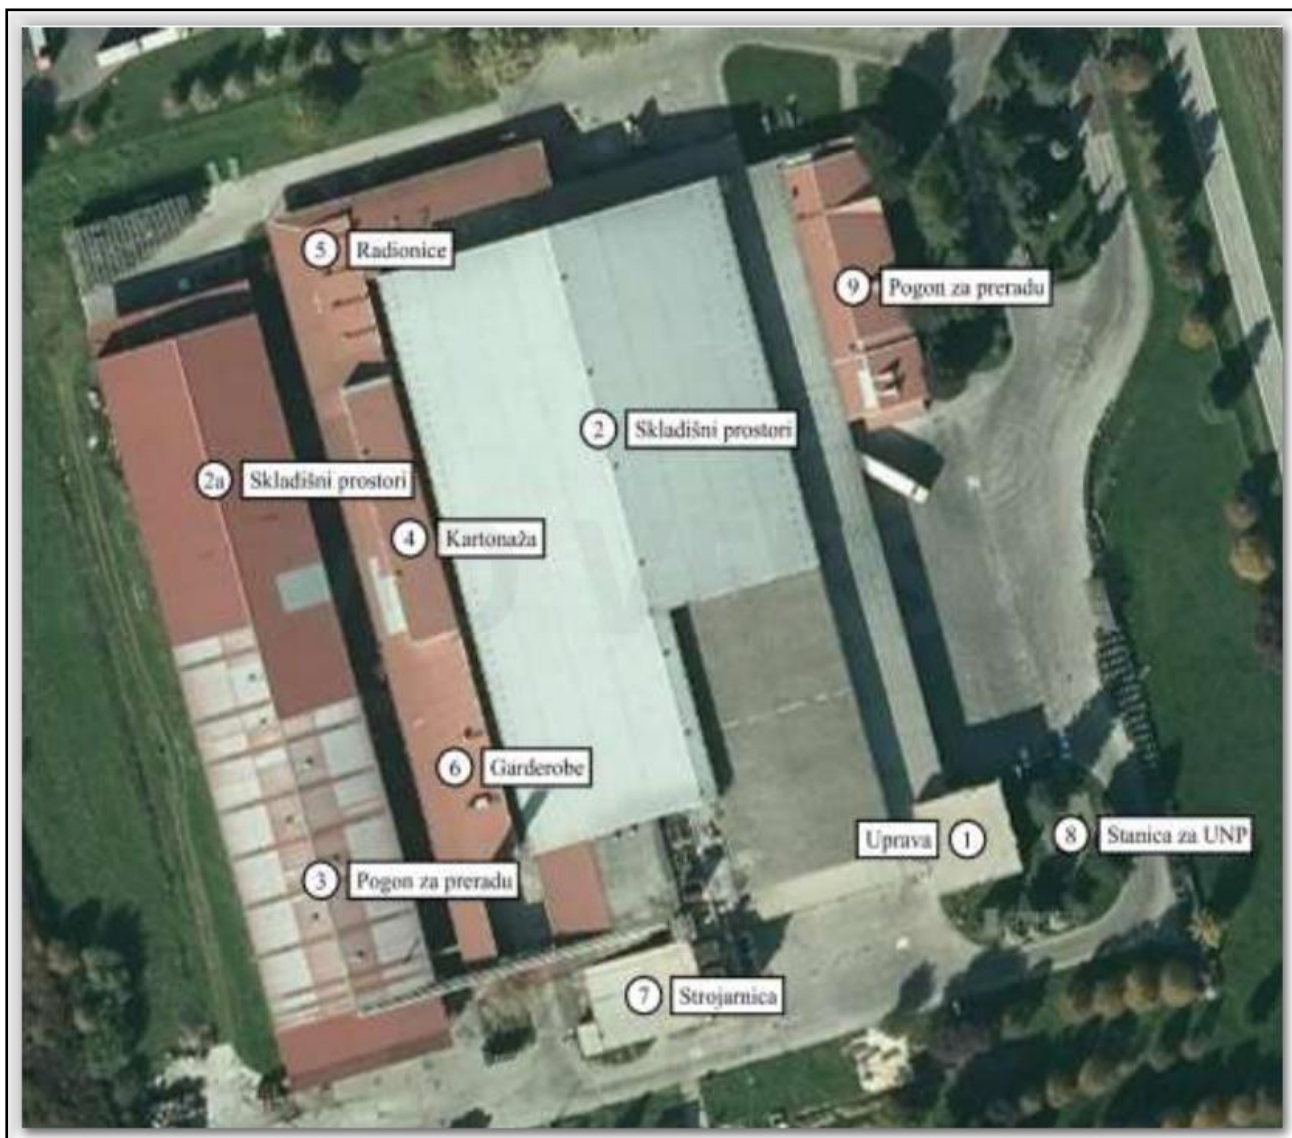 5 Radionice
9 Pogon za preradu
2 Skladišni prostori
2a Skladišni prostori
4 Kartonaža
6 Garderobe
Uprava 1
8 Stanica za UNP
3 Pogon za preradu
7 Strojarnica